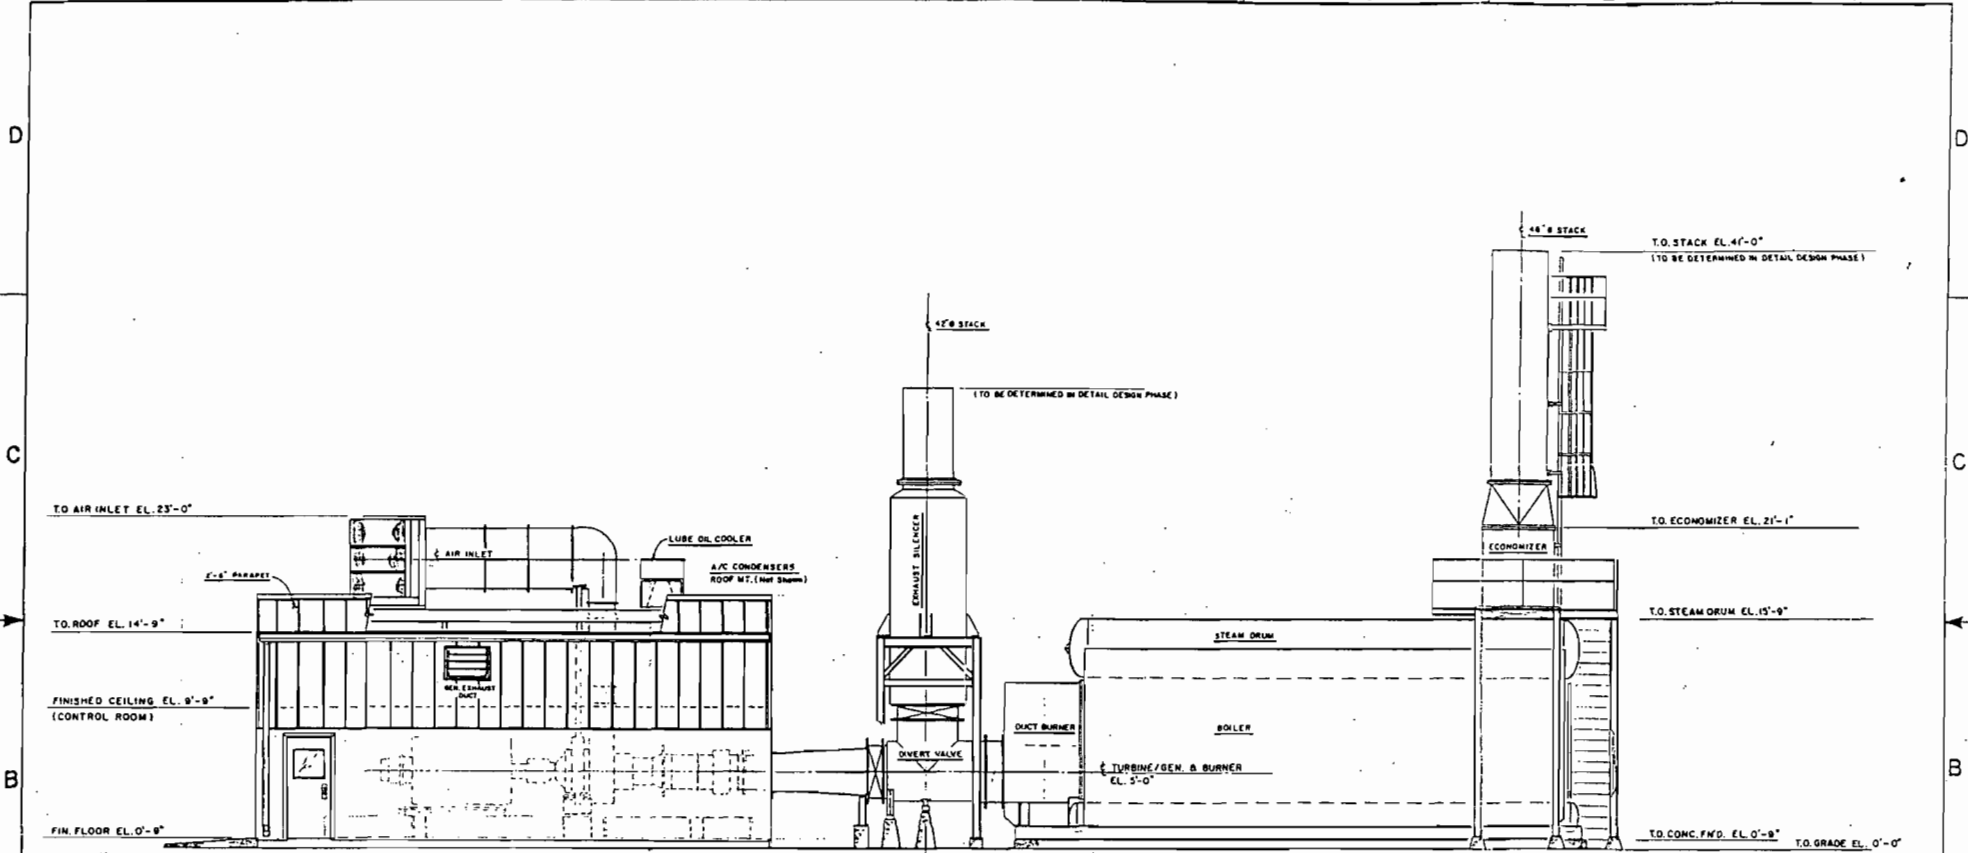 D
D
48" Ø STACK
T.O. STACK EL. 41'-0"
(TO BE DETERMINED IN DETAIL DESIGN PHASE)
42" Ø STACK
(TO BE DETERMINED IN DETAIL DESIGN PHASE)
C
C
T.O AIR INLET EL. 23'-0"
T.O. ECONOMIZER EL. 21'-1"
EXHAUST SILENCER
LUBE OIL COOLER
ECONOMIZER
℄ AIR INLET
A/C CONDENSERS
ROOF MT. (Not Shown)
PARAPET
T.O. STEAM DRUM EL. 15'-9"
T.O. ROOF EL. 14'-9"
STEAM DRUM
GEN. EXHAUST
DUCT
FINISHED CEILING EL. 9'-9"
(CONTROL ROOM)
DUCT BURNER
BOILER
DIVERT VALVE
℄ TURBINE/GEN. & BURNER
EL. 5'-0"
B
B
FIN. FLOOR EL. 0'-9"
T.O. CONC. FN'D. EL. 0'-9"
T.O. GRADE EL. 0'-0"